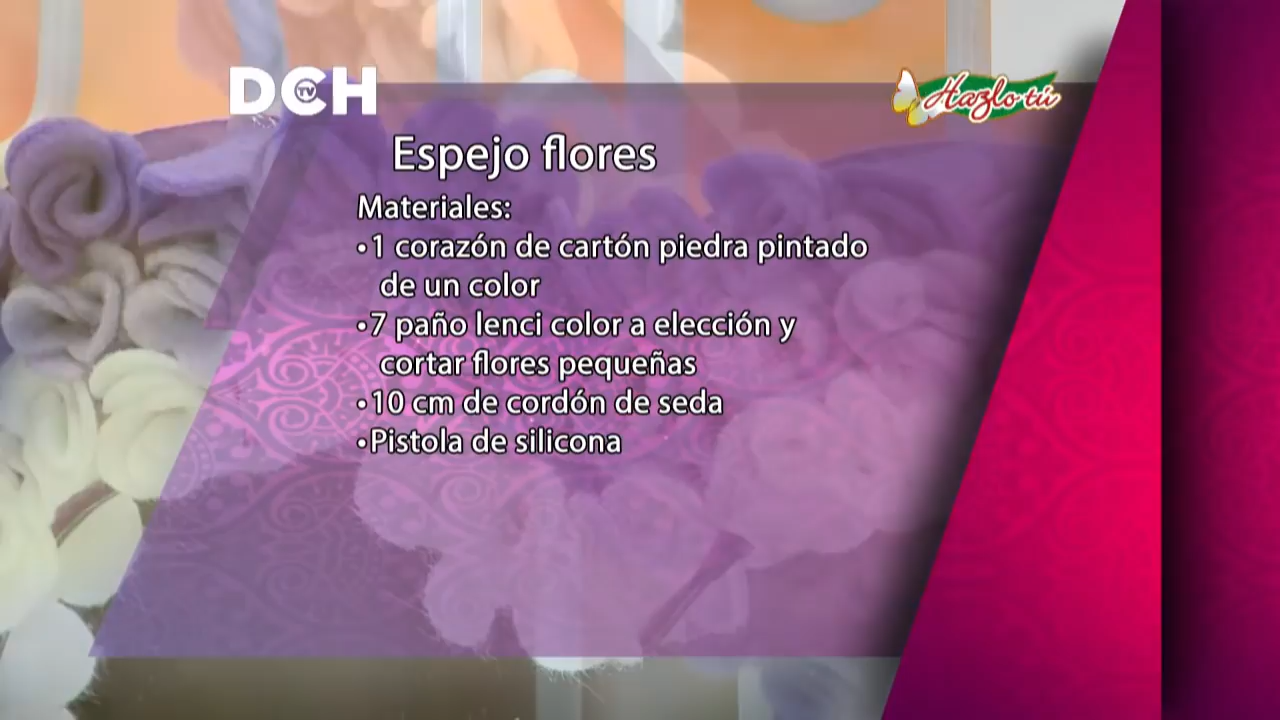 DCH
TV
Hazlo tú
Espejo flores
Materiales:
•1 corazón de cartón piedra pintado
de un color
•7 paño lenci color a elección y
cortar flores pequeñas
•10 cm de cordón de seda
•Pistola de silicona